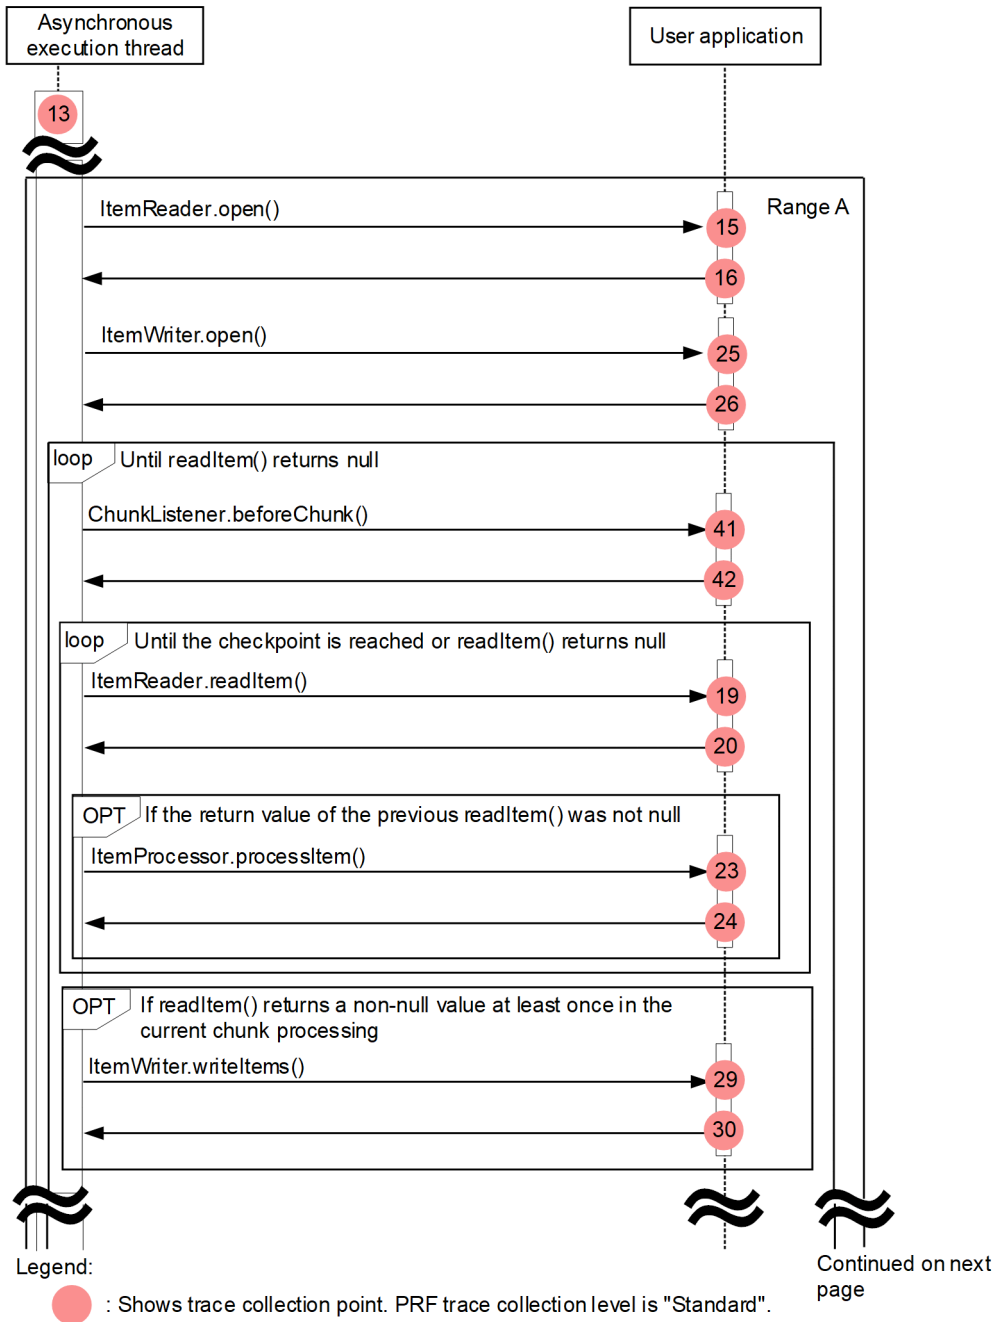 Asynchronous
execution thread
User application
13
Range A
ItemReader.open()
15
16
ItemWriter.open()
25
26
loop
Until readItem() returns null
ChunkListener.beforeChunk()
41
42
loop
Until the checkpoint is reached or readItem() returns null
ItemReader.readItem()
19
20
OPT
If the return value of the previous readItem() was not null
ItemProcessor.processItem()
23
24
OPT
If readItem() returns a non-null value at least once in the
current chunk processing
ItemWriter.writeItems()
29
30
Continued on next
page
Legend:
: Shows trace collection point. PRF trace collection level is "Standard".